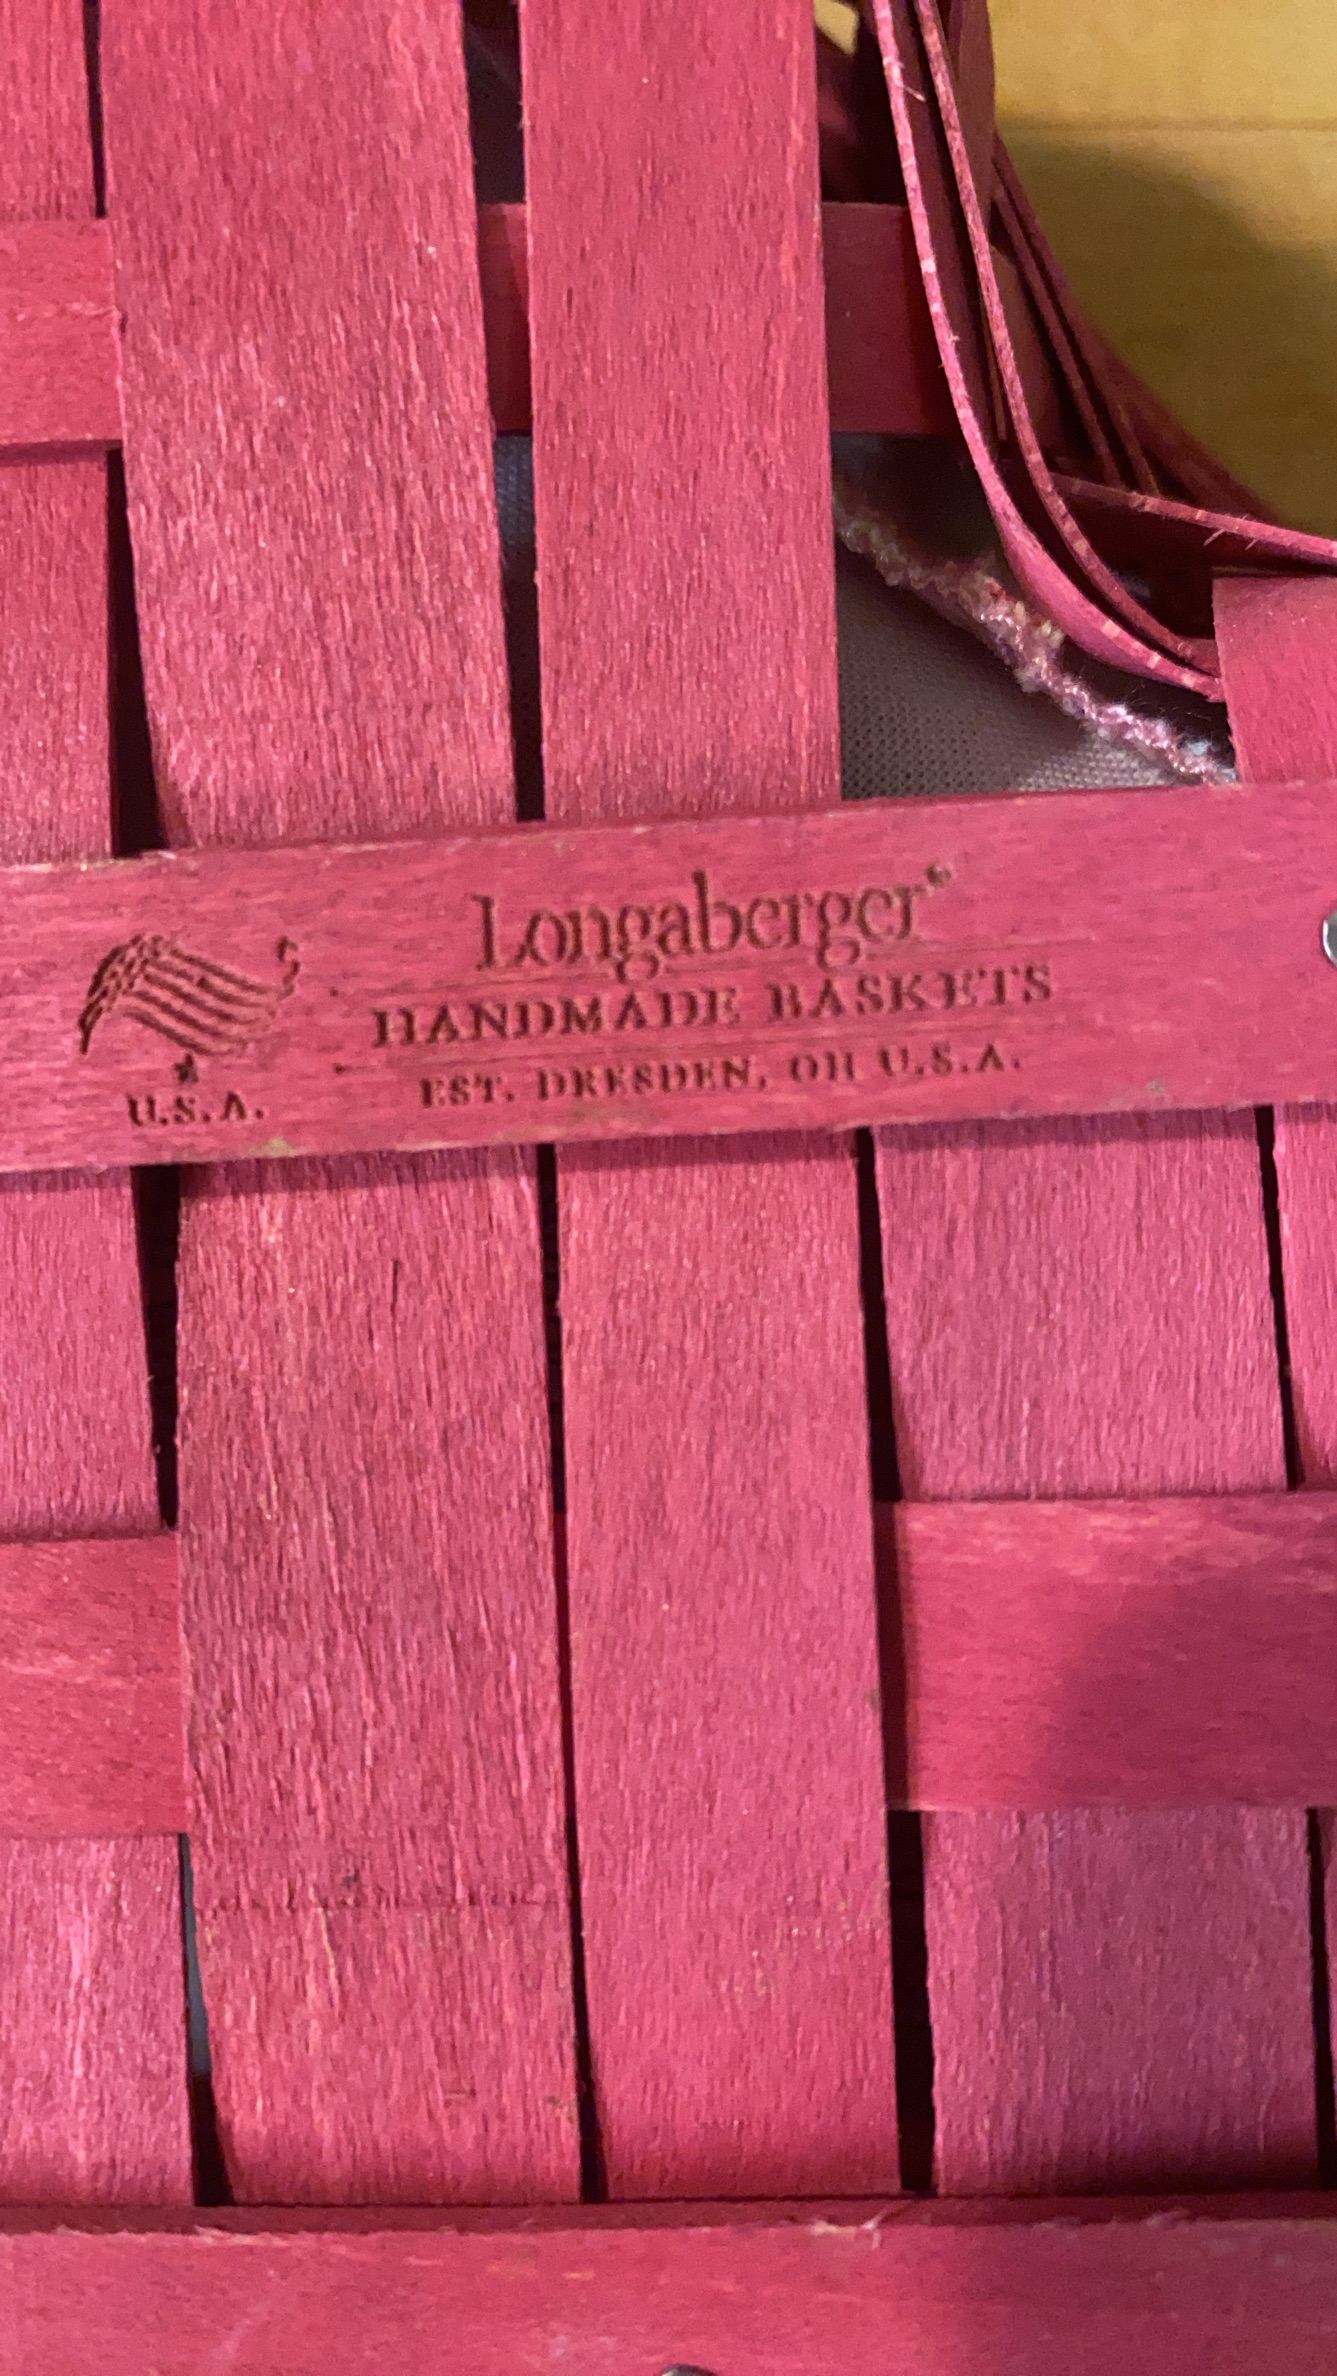 Longaberger®
HANDMADE BASKETS
EST. DRESDEN, OH U.S.A.
U.S.A.